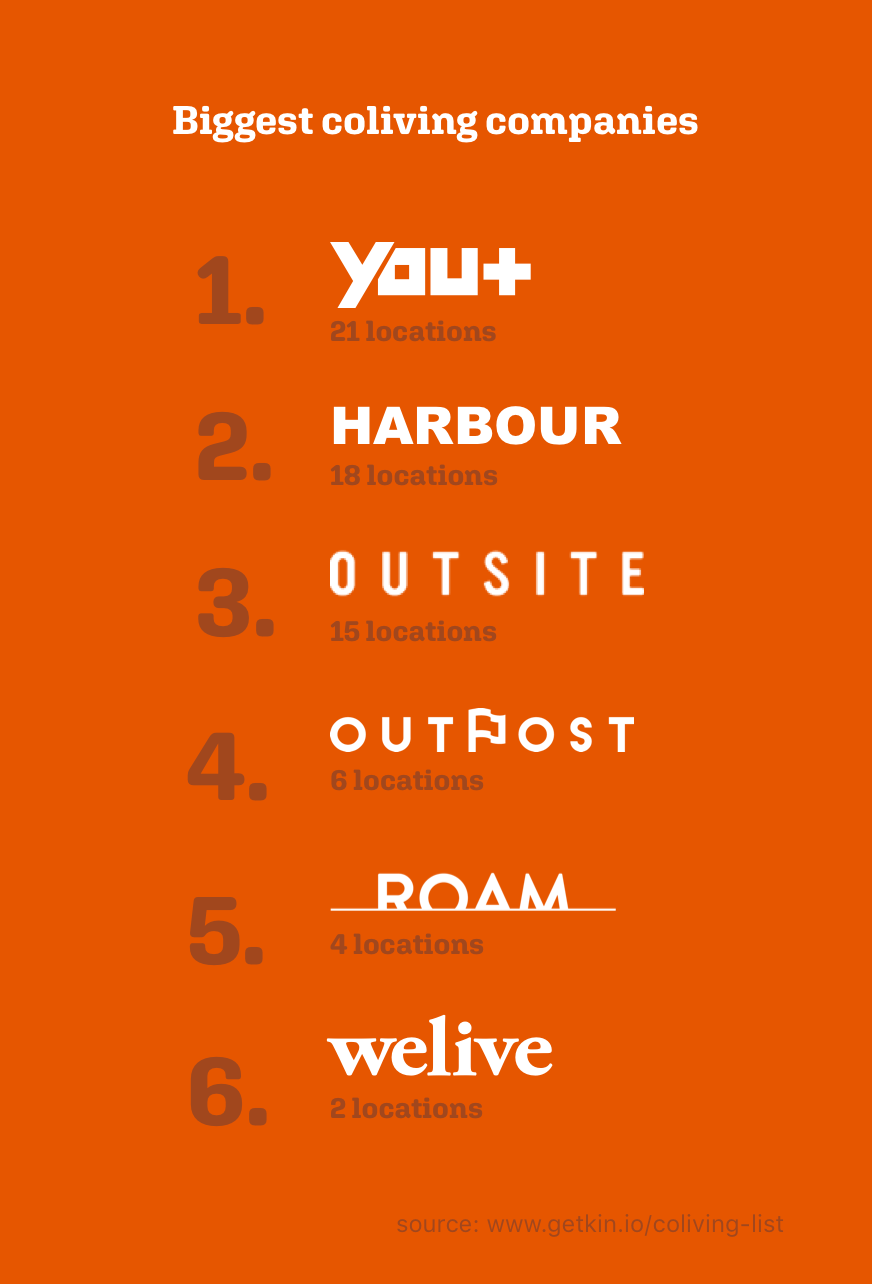 Biggest coliving companies
1.
you+
21 locations
2.
HARBOUR
18 locations
3.
OUTSITE
15 locations
4.
OUTPOST
6 locations
5.
ROAM
4 locations
6.
welive
2 locations
source: www.getkin.io/coliving-list